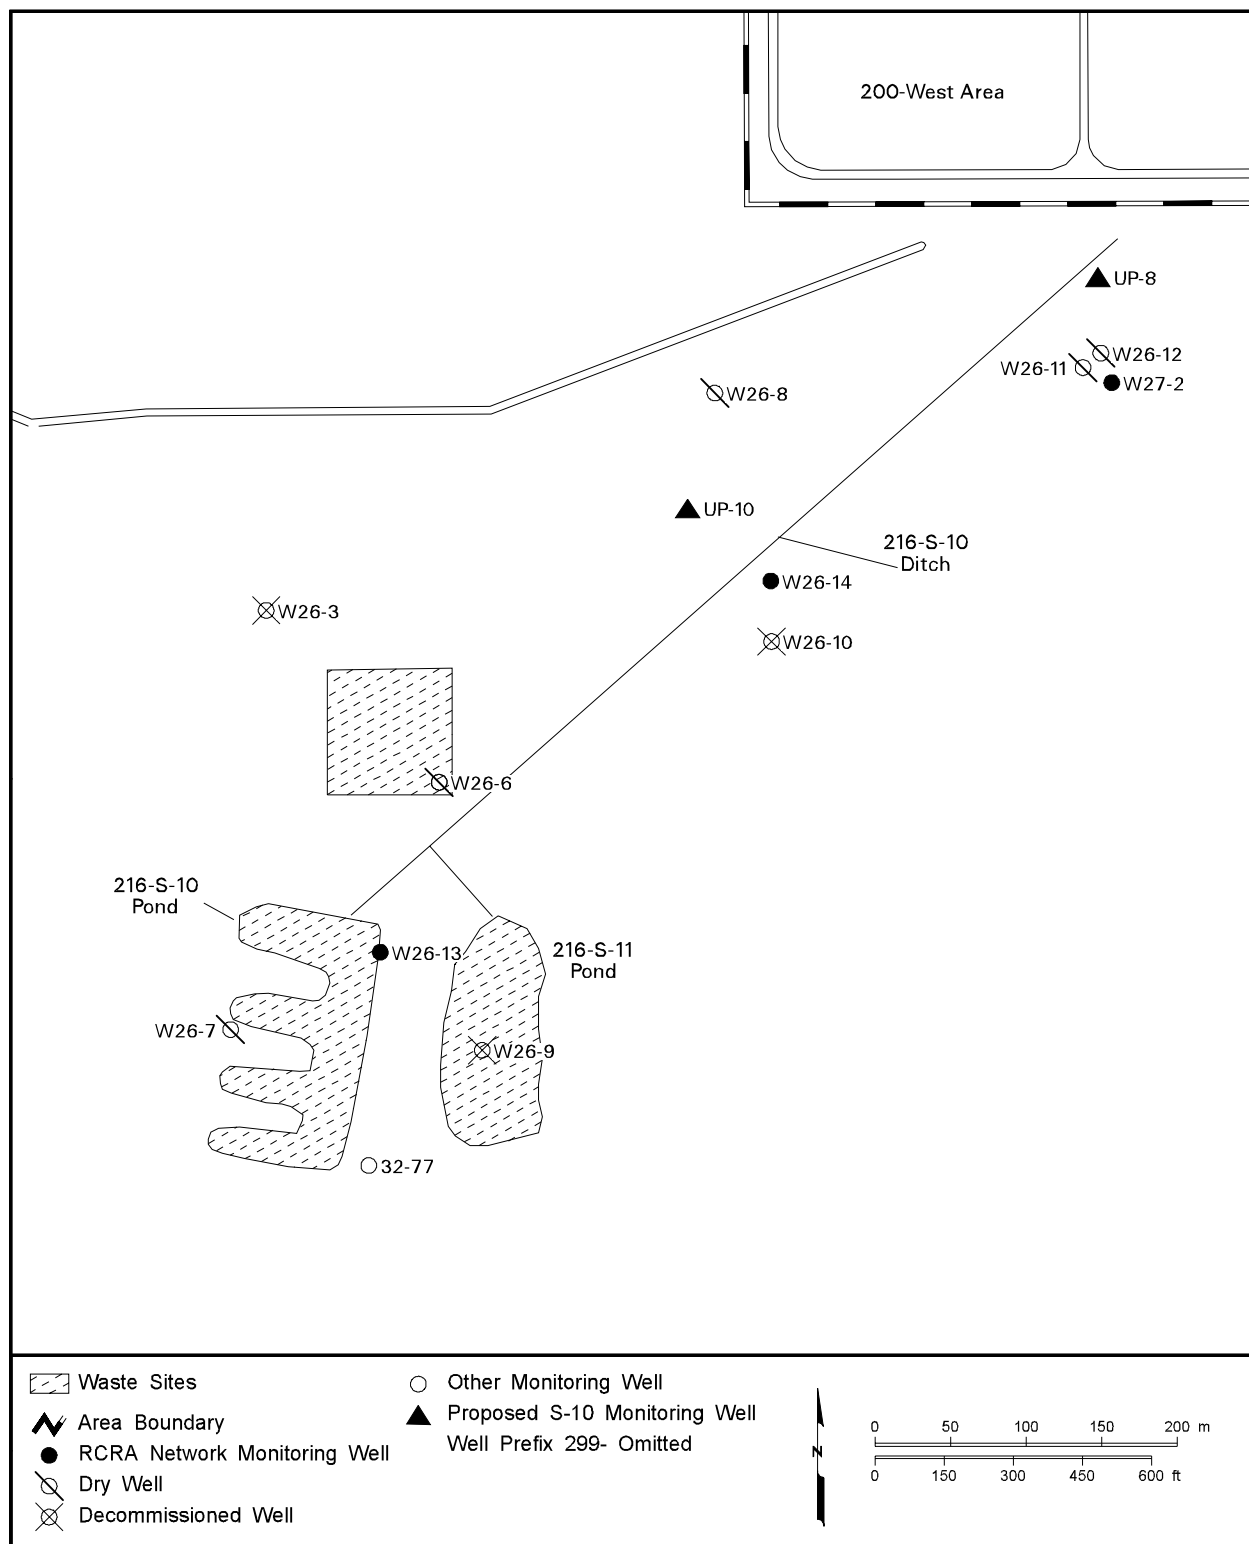 200-West Area
UP-8
W26-12
W26-11
W27-2
W26-8
UP-10
216-S-10
Ditch
W26-14
W26-3
W26-10
W26-6
216-S-10
Pond
W26-13
216-S-11
Pond
W26-7
W26-9
32-77
Waste Sites
Area Boundary
RCRA Network Monitoring Well
Dry Well
Decommissioned Well
Other Monitoring Well
Proposed S-10 Monitoring Well
Well Prefix 299- Omitted
N
0 50 100 150 200 m
0 150 300 450 600 ft